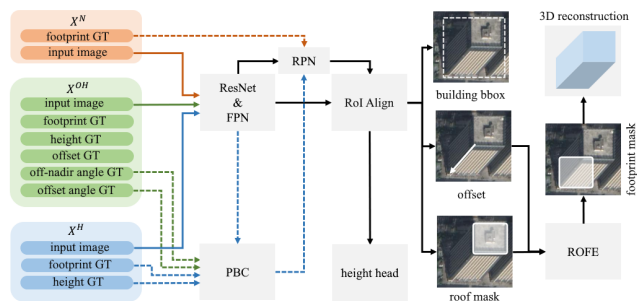 X^N
footprint GT
input image
X^OH
input image
footprint GT
height GT
offset GT
off-nadir angle GT
offset angle GT
X^H
input image
footprint GT
height GT
ResNet
&
FPN
PBC
RPN
RoI Align
height head
building bbox
offset
roof mask
3D reconstruction
footprint mask
ROFE